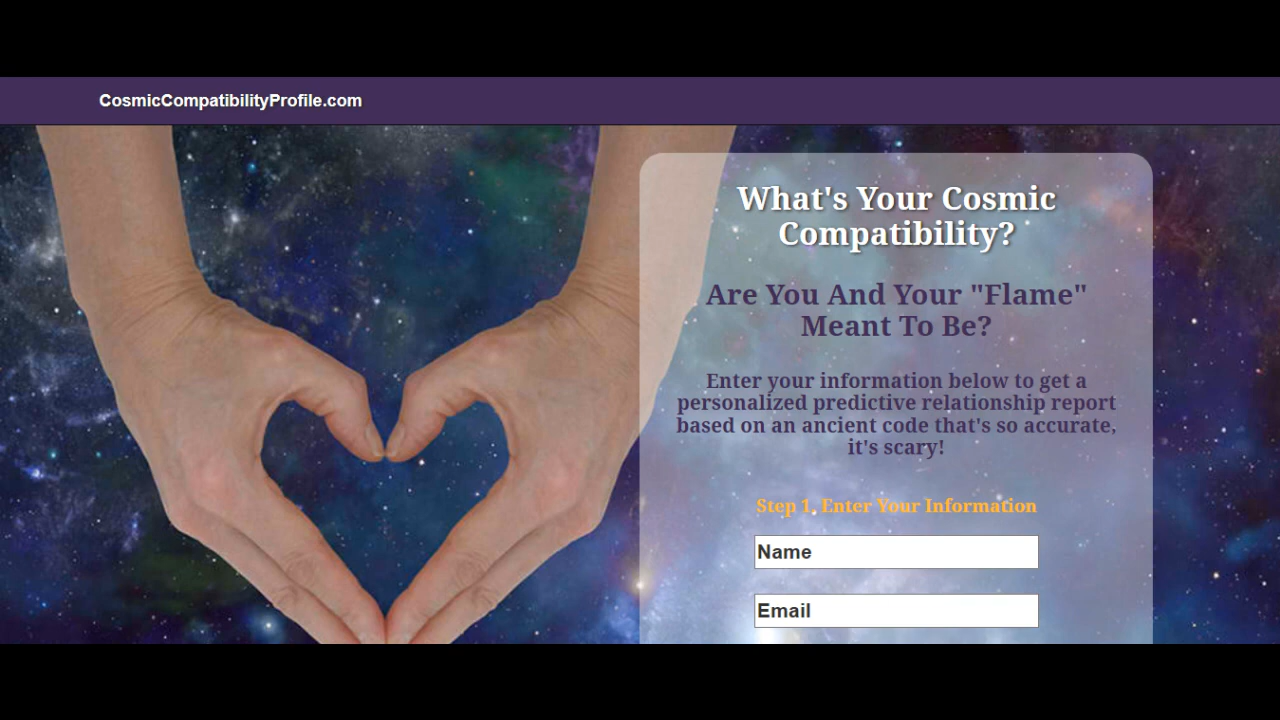 CosmicCompatibilityProfile.com
What's Your Cosmic
Compatibility?
Are You And Your "Flame"
Meant To Be?
Enter your information below to get a
personalized predictive relationship report
based on an ancient code that's so accurate,
it's scary!
Step 1. Enter Your Information
Name
Email